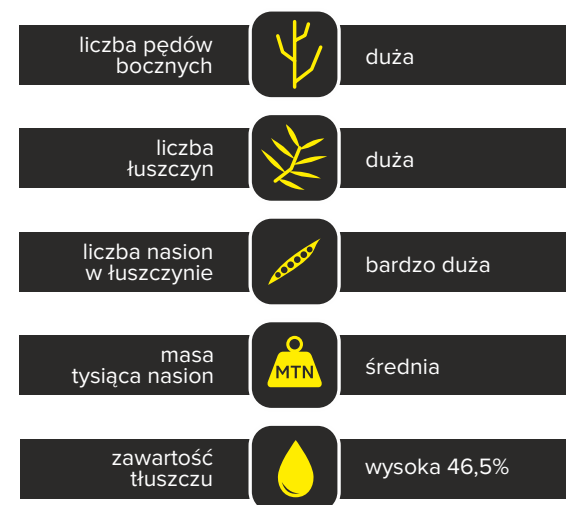 liczba pędów
bocznych
duża
liczba
łuszczyn
duża
liczba nasion
w łuszczynie
bardzo duża
masa
tysiąca nasion
MTN
średnia
zawartość
tłuszczu
wysoka 46,5%